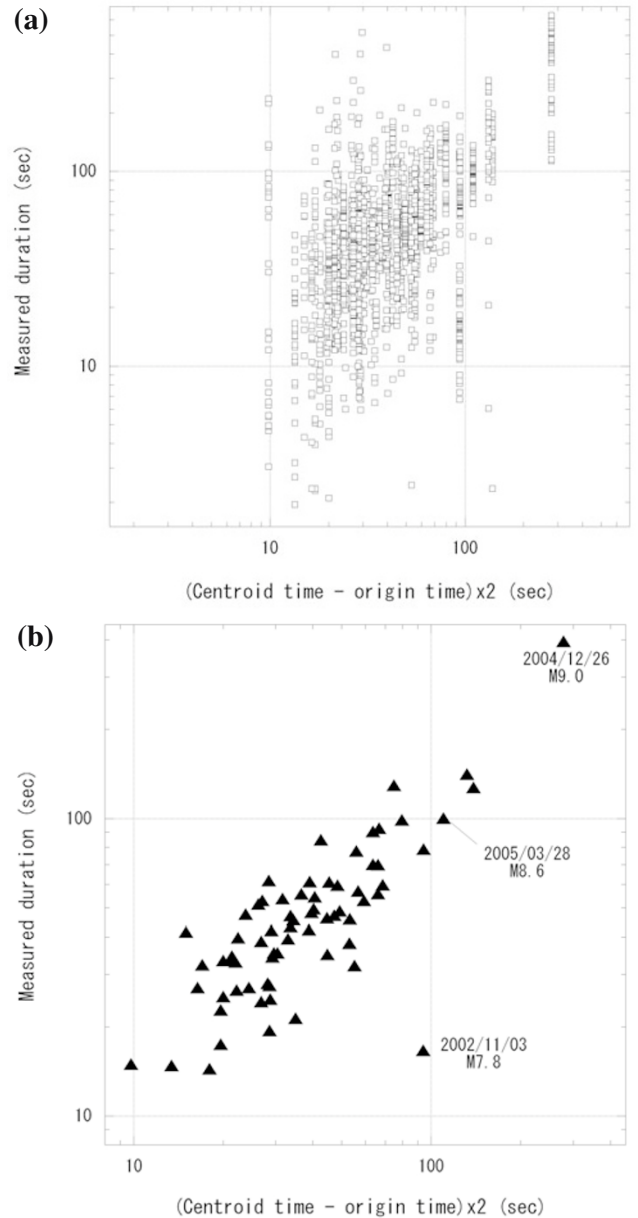 (a)
100
10
Measured duration (sec)
10
100
(Centroid time - origin time)x2 (sec)
(b)
2004/12/26
M9.0
100
2005/03/28
M8.6
Measured duration (sec)
2002/11/03
M7.8
10
10
100
(Centroid time - origin time)x2 (sec)